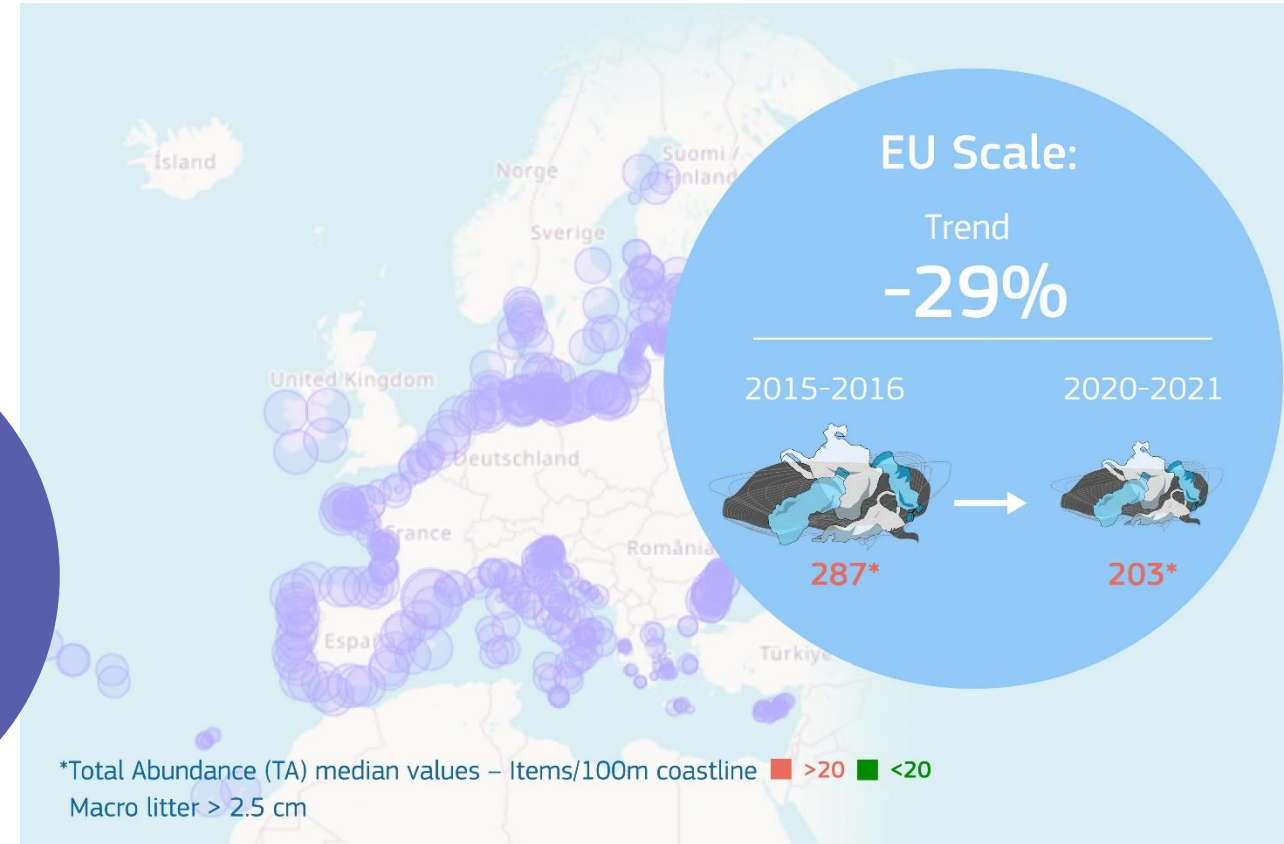 Ísland
Norge
Suomi /
Finland
Sverige
United Kingdom
Deutschland
France
România
España
Türkiye
EU Scale:
Trend
-29%
2015-2016
2020-2021
287*
203*
*Total Abundance (TA) median values – Items/100m coastline >20 <20
Macro litter > 2.5 cm